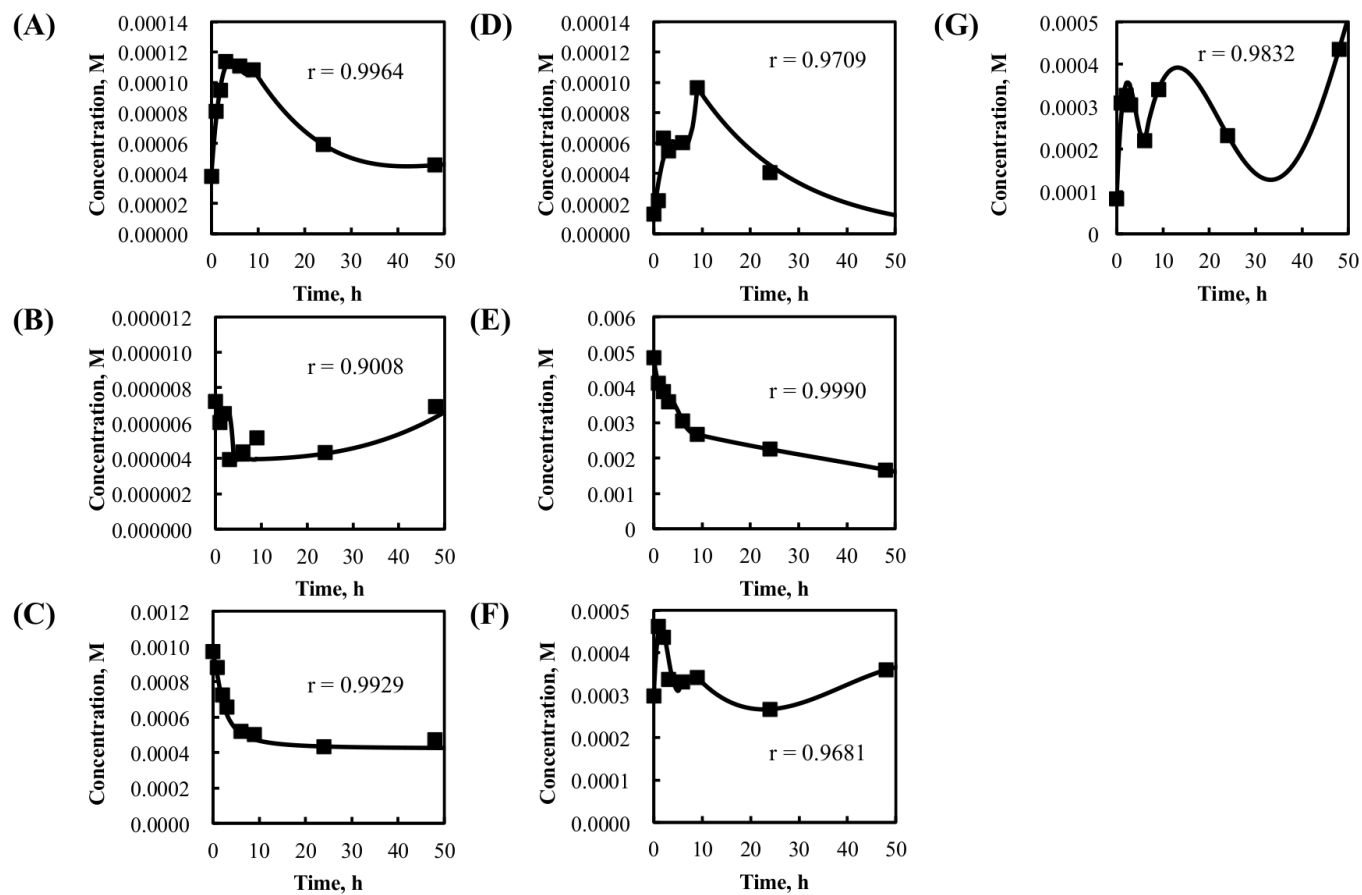 (A)
0.00014
0.00012
0.00010
0.00008
0.00006
0.00004
0.00002
0.00000
Concentration, M
r = 0.9964
0 10 20 30 40 50
Time, h
(D)
0.00014
0.00012
0.00010
0.00008
0.00006
0.00004
0.00002
0.00000
Concentration, M
r = 0.9709
0 10 20 30 40 50
Time, h
(G)
0.0005
0.0004
0.0003
0.0002
0.0001
0
Concentration, M
r = 0.9832
0 10 20 30 40 50
Time, h
(B)
0.000012
0.000010
0.000008
0.000006
0.000004
0.000002
0.000000
Concentration, M
r = 0.9008
0 10 20 30 40 50
Time, h
(E)
0.006
0.005
0.004
0.003
0.002
0.001
0
Concentration, M
r = 0.9990
0 10 20 30 40 50
Time, h
(C)
0.0012
0.0010
0.0008
0.0006
0.0004
0.0002
0.0000
Concentration, M
r = 0.9929
0 10 20 30 40 50
Time, h
(F)
0.0005
0.0004
0.0003
0.0002
0.0001
0.0000
Concentration, M
r = 0.9681
0 10 20 30 40 50
Time, h